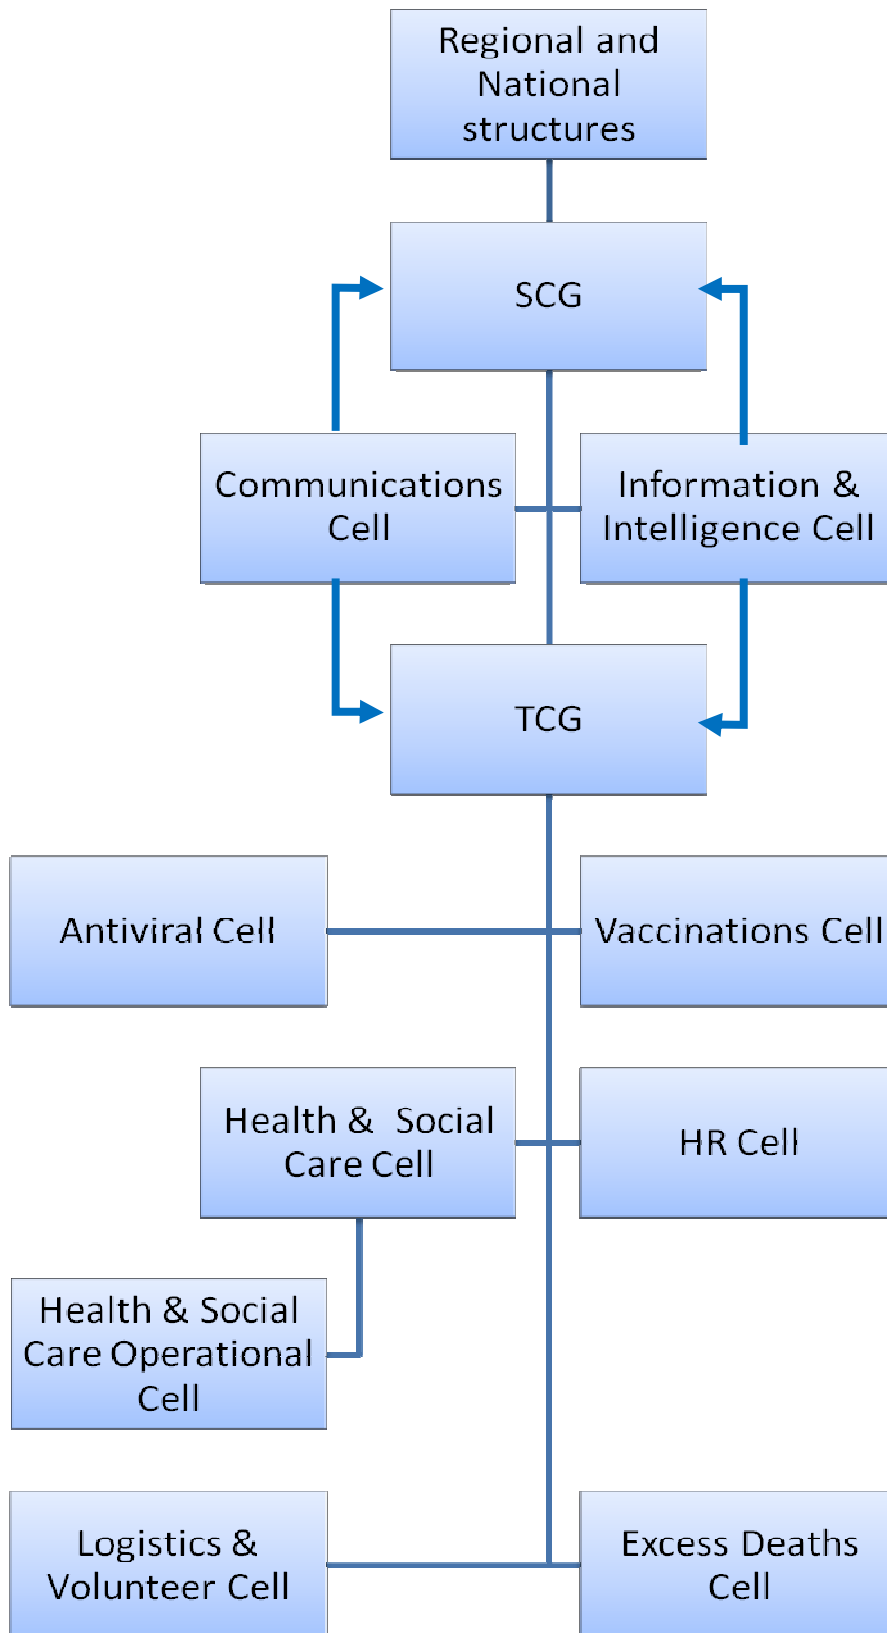 Regional and
National
structures
SCG
Communications
Cell
Information &
Intelligence Cell
TCG
Antiviral Cell
Vaccinations Cell
Health &  Social
Care Cell
HR Cell
Health & Social
Care Operational
Cell
Logistics &
Volunteer Cell
Excess Deaths
Cell